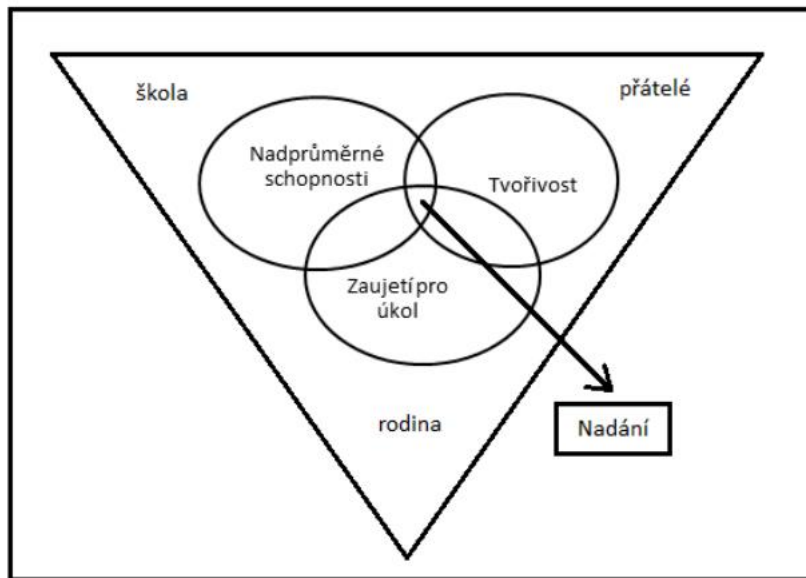 škola
přátelé
Nadprůměrné
schopnosti
Tvořivost
Zaujetí pro
úkol
rodina
Nadání